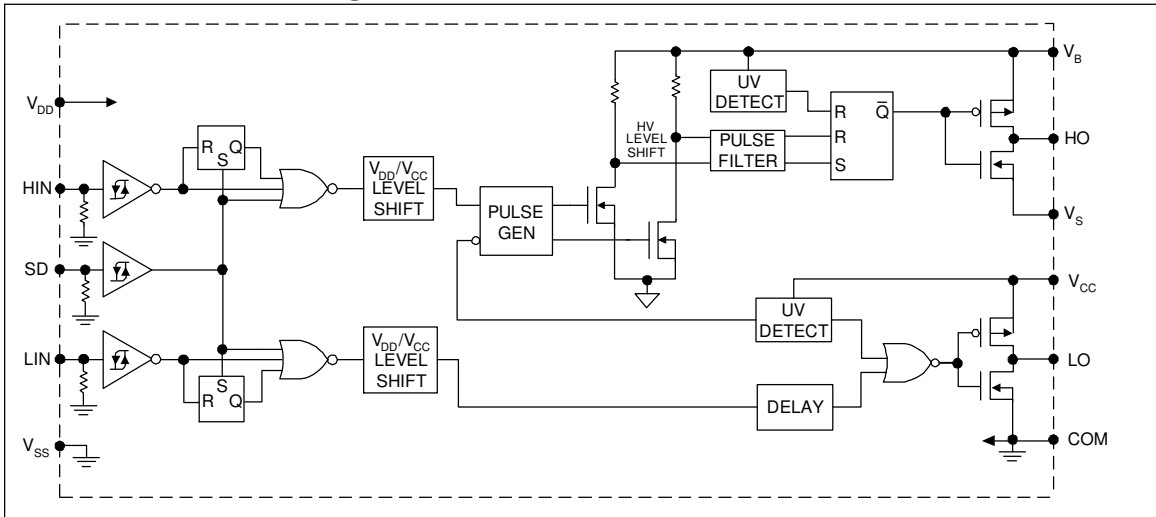 V_B
UV
DETECT
V_DD
R
Q̅
HV
LEVEL
SHIFT
R
PULSE
FILTER
HO
R Q
S
S
V_DD/V_CC
LEVEL
SHIFT
HIN
PULSE
GEN
V_S
SD
V_CC
UV
DETECT
V_DD/V_CC
LEVEL
SHIFT
LIN
LO
S
R Q
DELAY
V_SS
COM